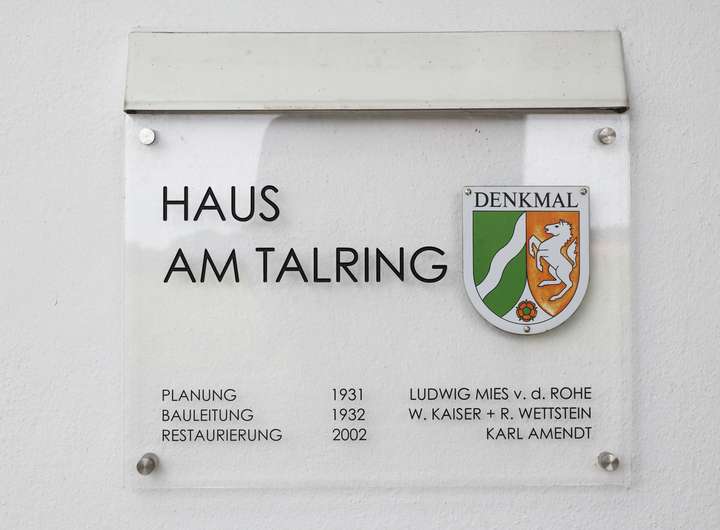 HAUS
AM TALRING
DENKMAL
PLANUNG 1931 LUDWIG MIES v. d. ROHE
BAULEITUNG 1932 W. KAISER + R. WETTSTEIN
RESTAURIERUNG 2002 KARL AMENDT